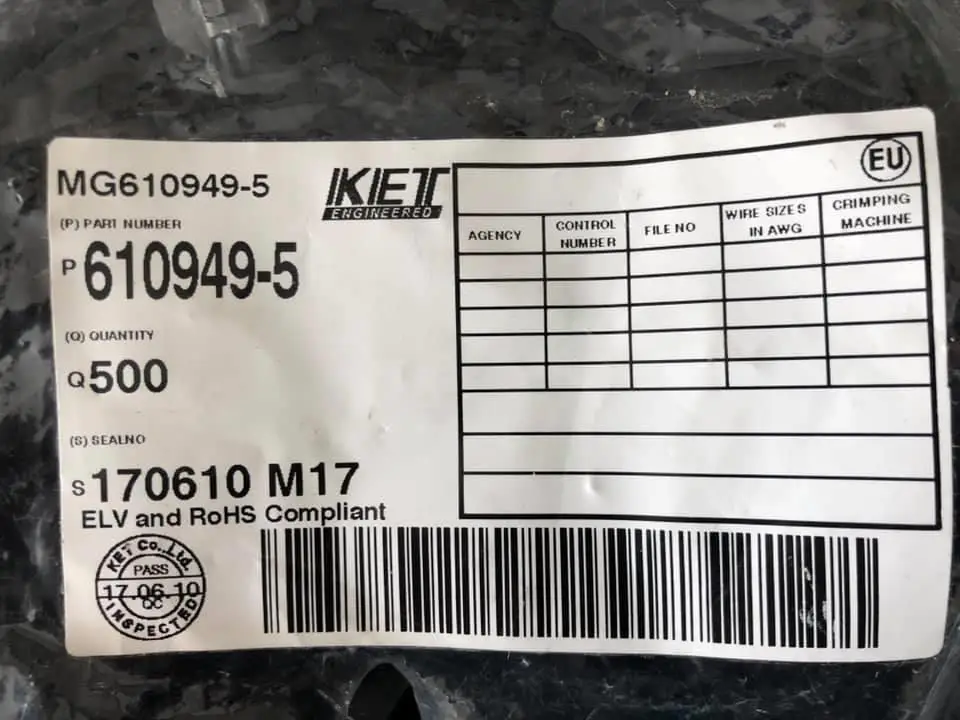 MG610949-5
KET
ENGINEERED
(P) PART NUMBER
P 610949-5
(Q) QUANTITY
Q 500
(S) SEALNO
S 170610 M17
ELV and RoHS Compliant
EU
AGENCY
CONTROL NUMBER
FILE NO
WIRE SIZES IN AWG
CRIMPING MACHINE
KET Co.,Ltd.
PASS
17.06.10
QC
INSPECTED